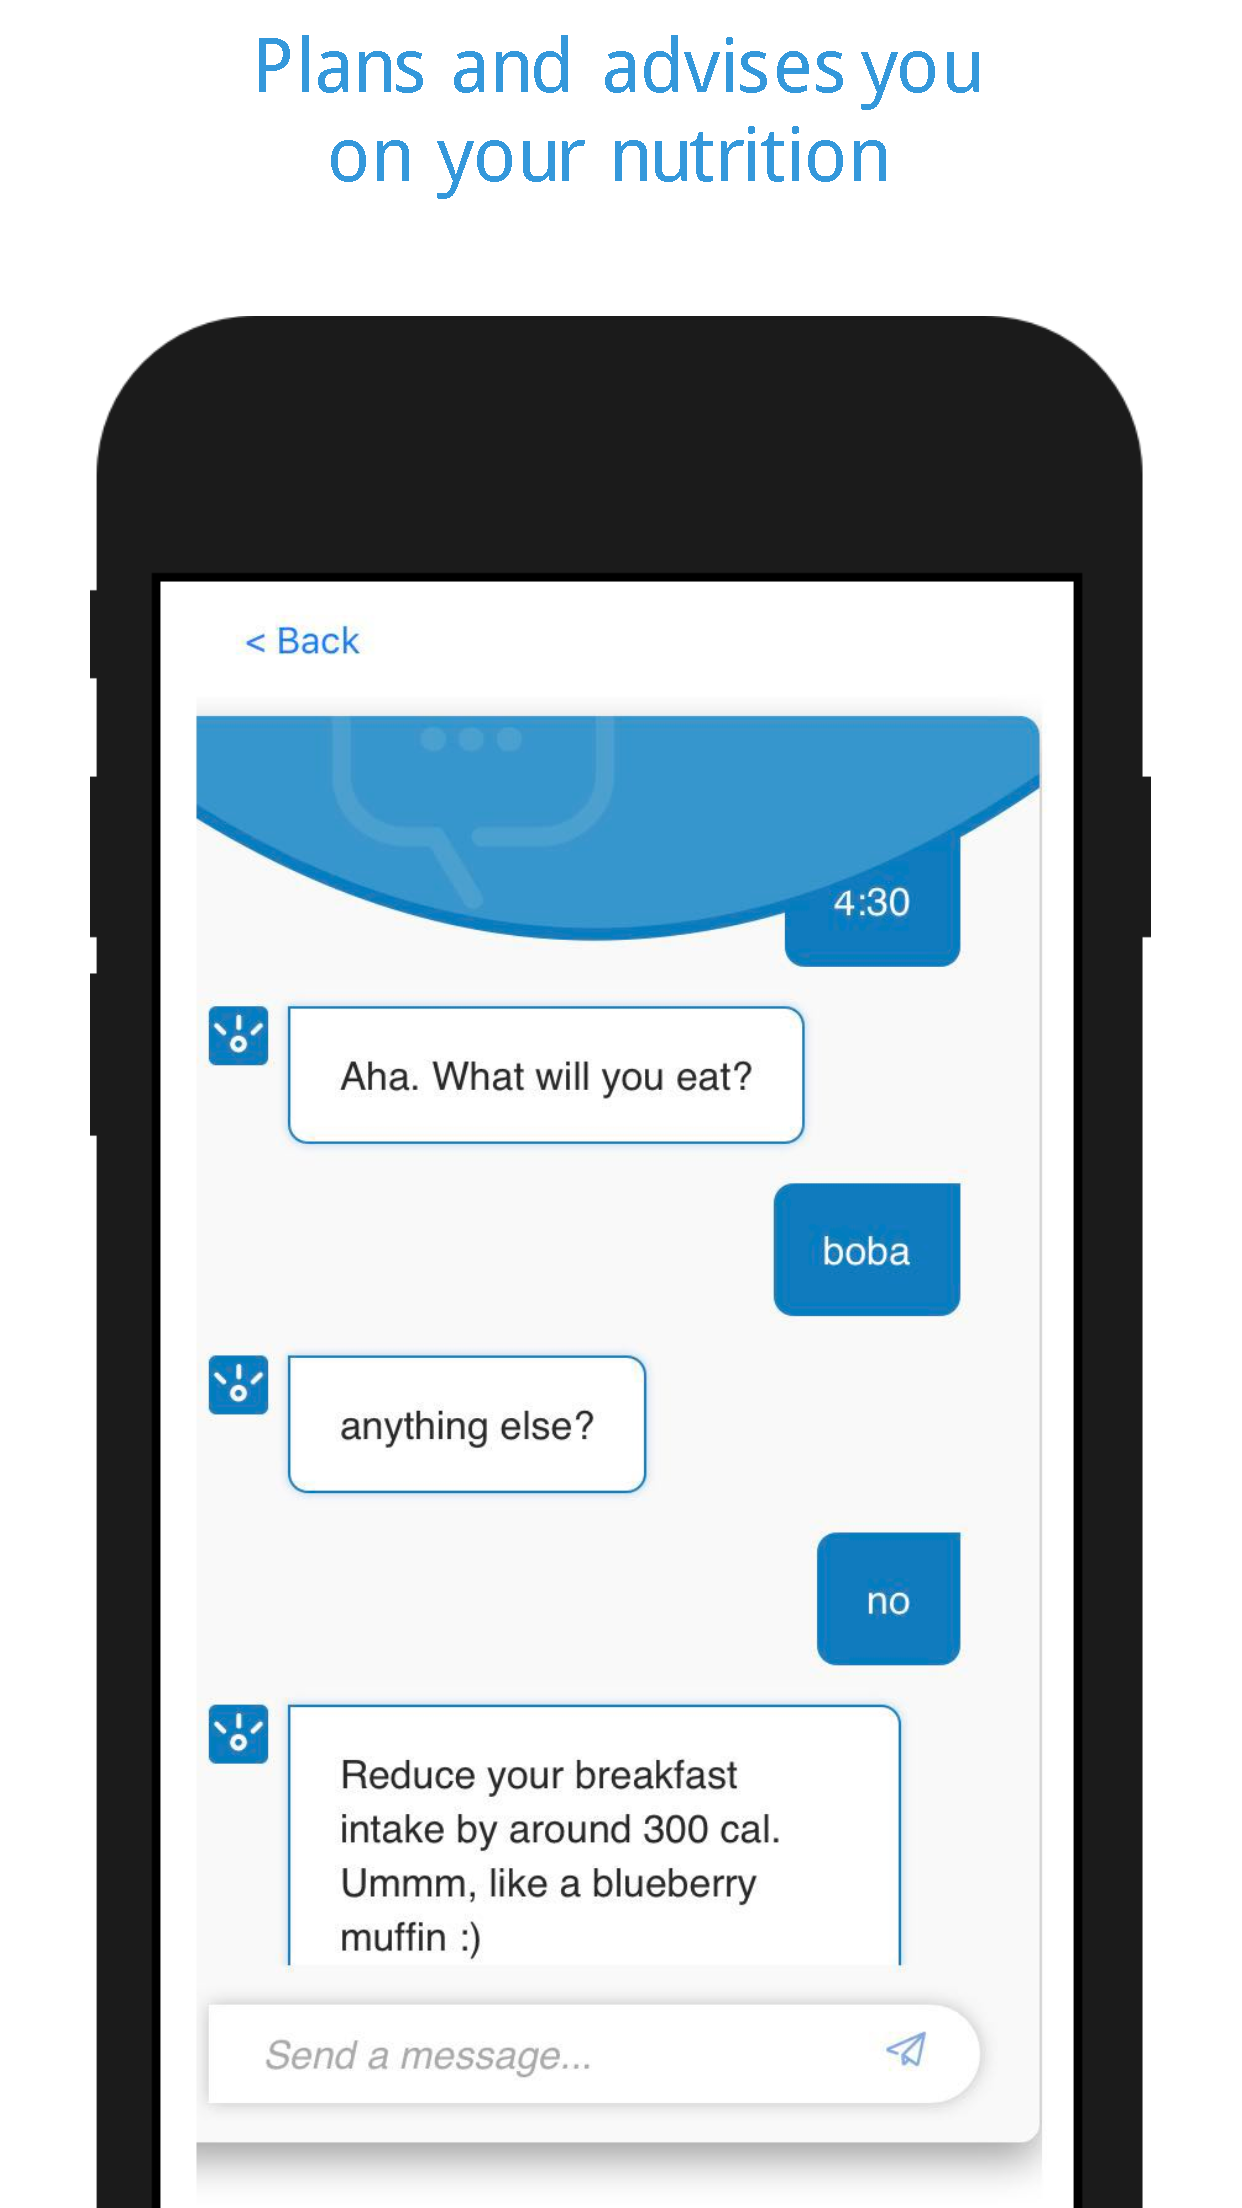 Plans and advises you
on your nutrition
< Back
4:30
Aha. What will you eat?
boba
anything else?
no
Reduce your breakfast
intake by around 300 cal.
Ummm, like a blueberry
muffin :)
Send a message...